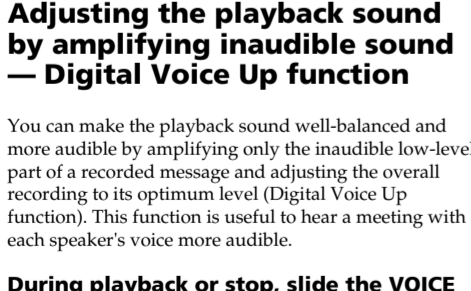 Adjusting the playback sound
by amplifying inaudible sound
— Digital Voice Up function
You can make the playback sound well-balanced and
more audible by amplifying only the inaudible low-level
part of a recorded message and adjusting the overall
recording to its optimum level (Digital Voice Up
function). This function is useful to hear a meeting with
each speaker's voice more audible.
During playback or stop, slide the VOICE